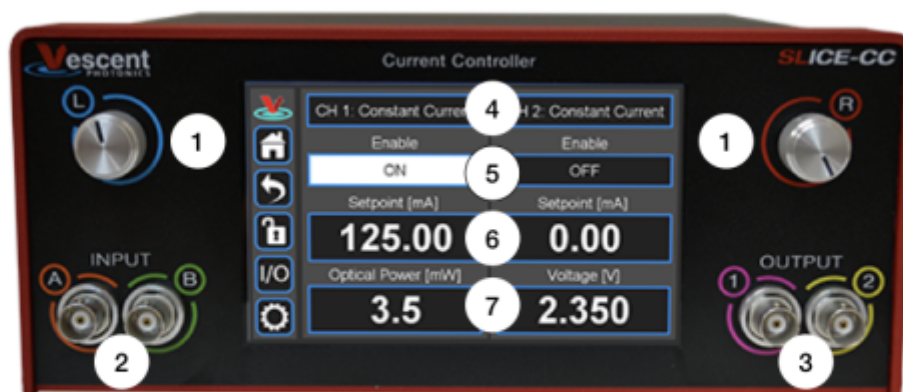 Vescent
PHOTONICS
Current Controller
SLICE-CC
L
R
1
1
4
CH 1: Constant Curren
H 2: Constant Current
Enable
Enable
5
ON
OFF
Setpoint [mA]
Setpoint [mA]
6
125.00
0.00
I/O
Optical Power [mW]
Voltage [V]
7
3.5
2.350
INPUT
A
B
2
OUTPUT
1
2
3